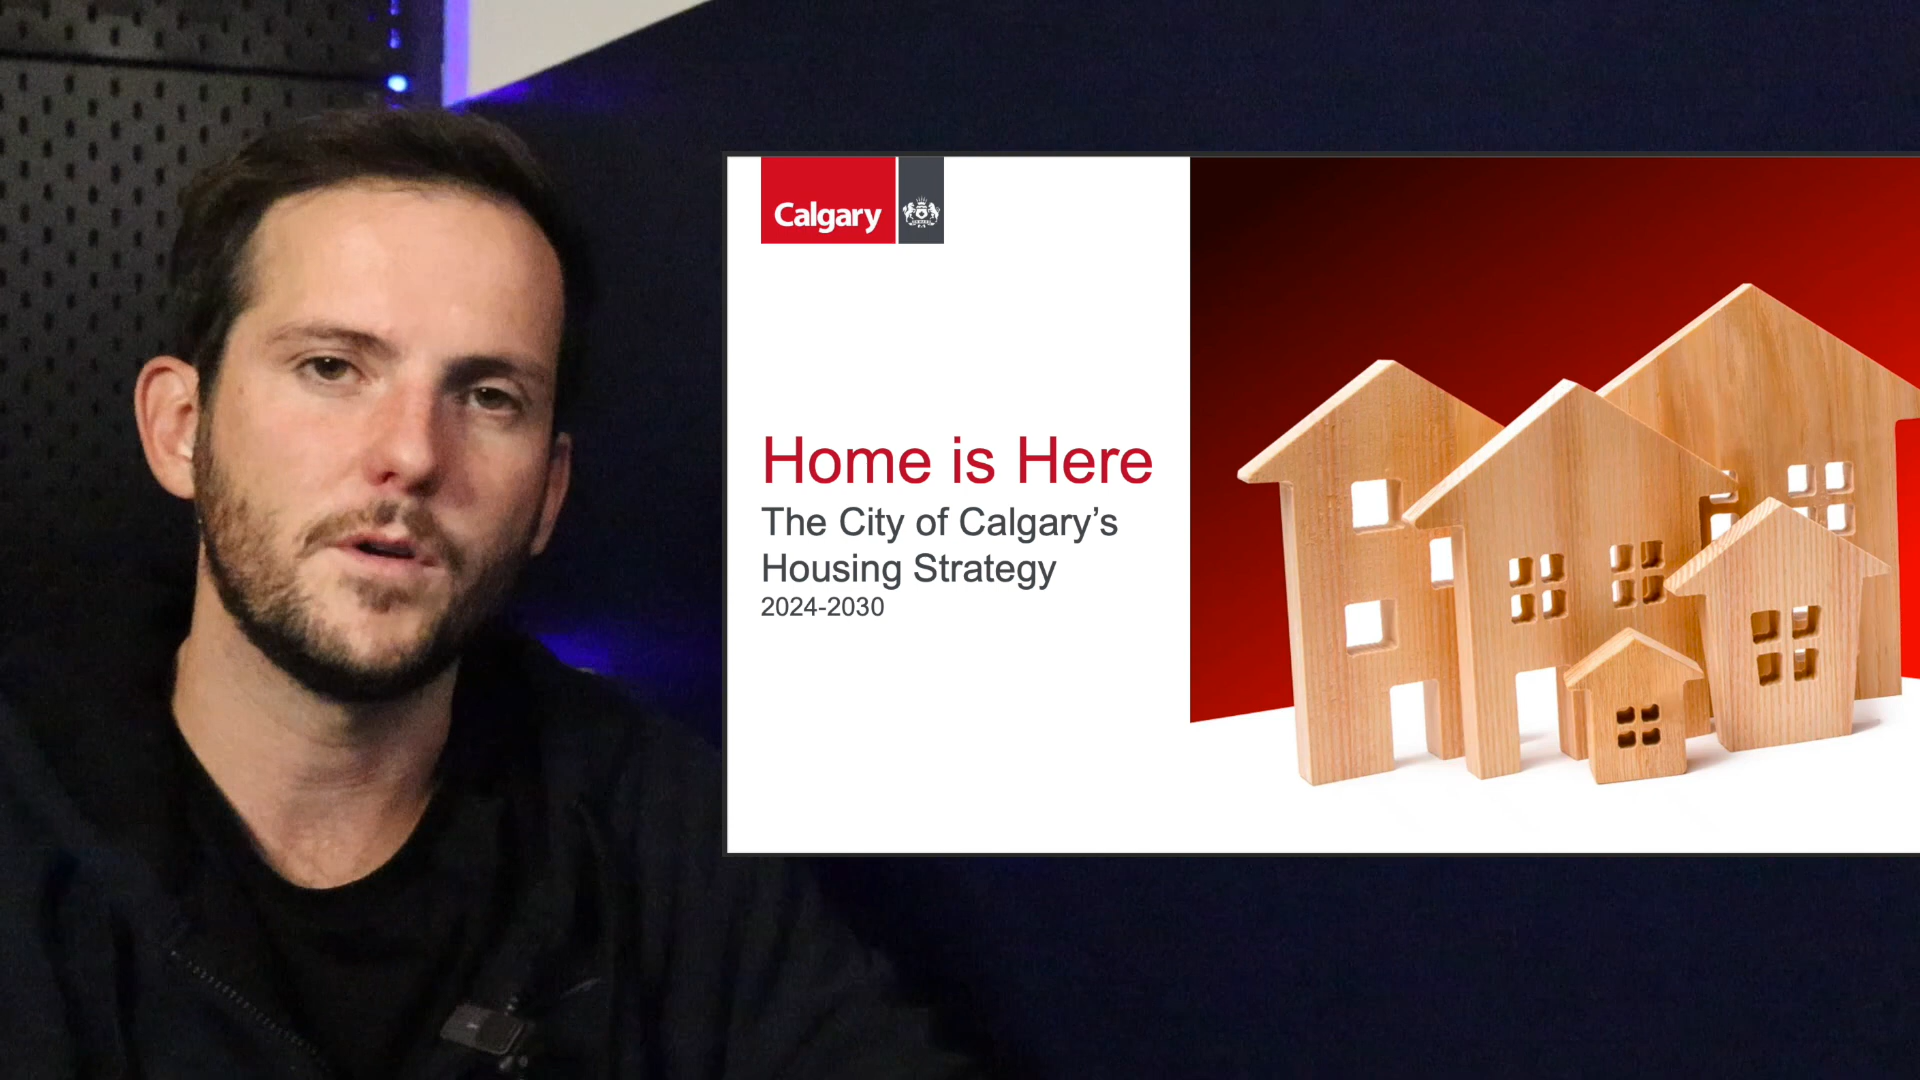 Calgary
Home is Here
The City of Calgary’s
Housing Strategy
2024-2030